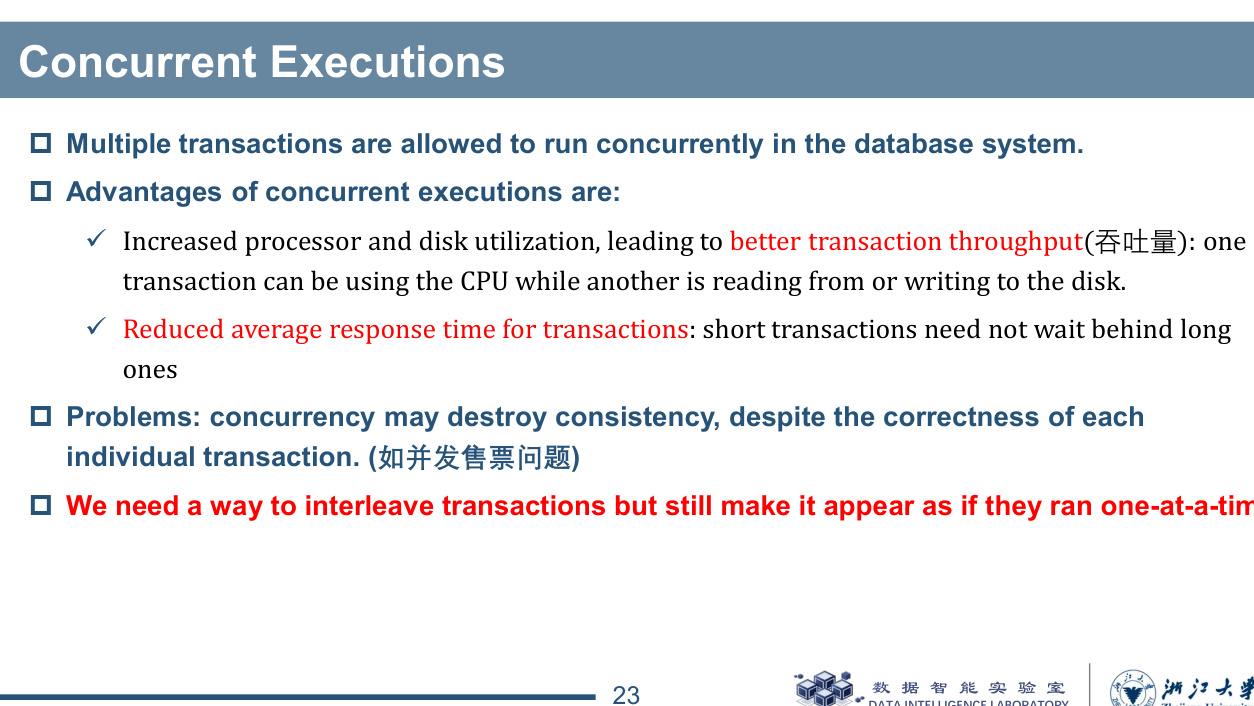 Concurrent Executions
Multiple transactions are allowed to run concurrently in the database system.
Advantages of concurrent executions are:
Increased processor and disk utilization, leading to better transaction throughput(吞吐量): one
transaction can be using the CPU while another is reading from or writing to the disk.
Reduced average response time for transactions: short transactions need not wait behind long
ones
Problems: concurrency may destroy consistency, despite the correctness of each
individual transaction. (如并发售票问题)
We need a way to interleave transactions but still make it appear as if they ran one-at-a-tim
23
数据智能实验室
DATA INTELLIGENCE LABORATORY
浙江大学